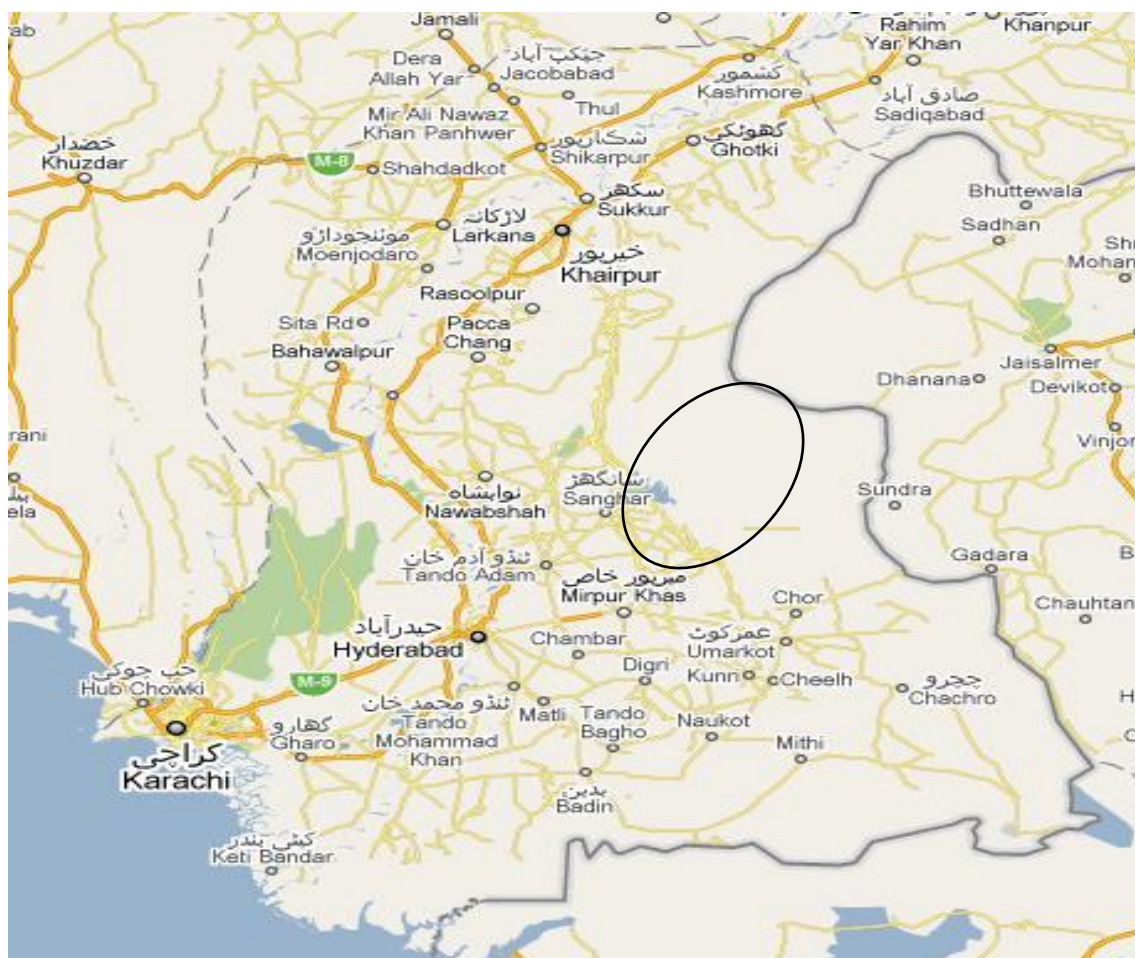 Jamali
Rahim
Yar Khan
Khanpur
Dera
Allah Yar
جیکب آباد
Jacobabad
کشمور
Kashmore
صادق آباد
Sadiqabad
Mir Ali Nawaz
Khan Panhwer
Thul
خضدار
Khuzdar
M-8
Shahdadkot
شکارپور
Shikarpur
گھوٹکی
Ghotki
Bhuttewala
سکھر
Sukkur
لاڑکانہ
Larkana
Sadhan
موئنجوداڑو
Moenjodaro
خیرپور
Khairpur
Rasoolpur
Sita Rd
Pacca
Chang
Bahawalpur
Jaisalmer
Dhanana
Devikot
نوابشاہ
Nawabshah
سانگھڑ
Sanghar
Sundra
ٹنڈو آدم خان
Tando Adam
Gadara
میرپور خاص
Mirpur Khas
Chor
حیدرآباد
Hyderabad
Chambar
عمرکوٹ
Umarkot
Digri
Kunri
Cheelh
حب چوکی
Hub Chowki
M-9
چچرو
Chachro
ٹنڈو محمد خان
Tando
Mohammad
Khan
Matli
Tando
Bagho
Naukot
Mithi
کراچی
Karachi
گھارو
Gharo
بدین
Badin
کیٹی بندر
Keti Bandar